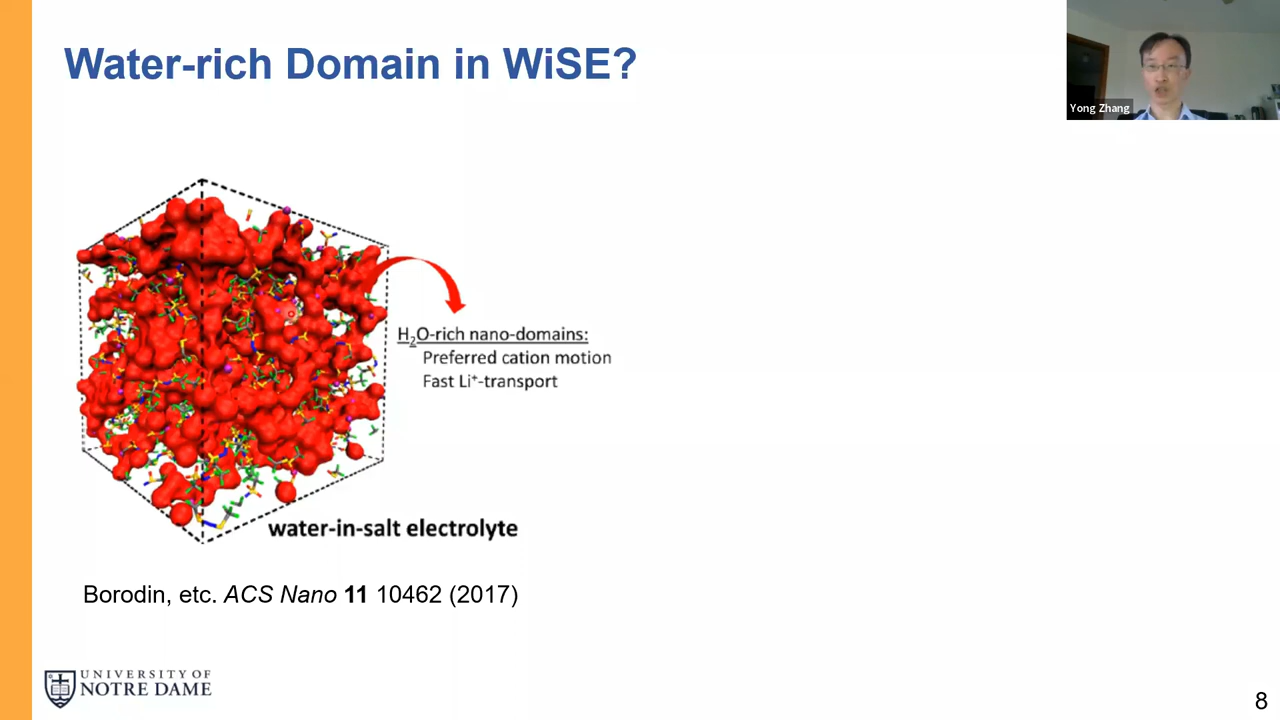 Water-rich Domain in WiSE?
Yong Zhang
H₂O-rich nano-domains:
Preferred cation motion
Fast Li⁺-transport
water-in-salt electrolyte
Borodin, etc. ACS Nano 11 10462 (2017)
UNIVERSITY OF
NOTRE DAME
8